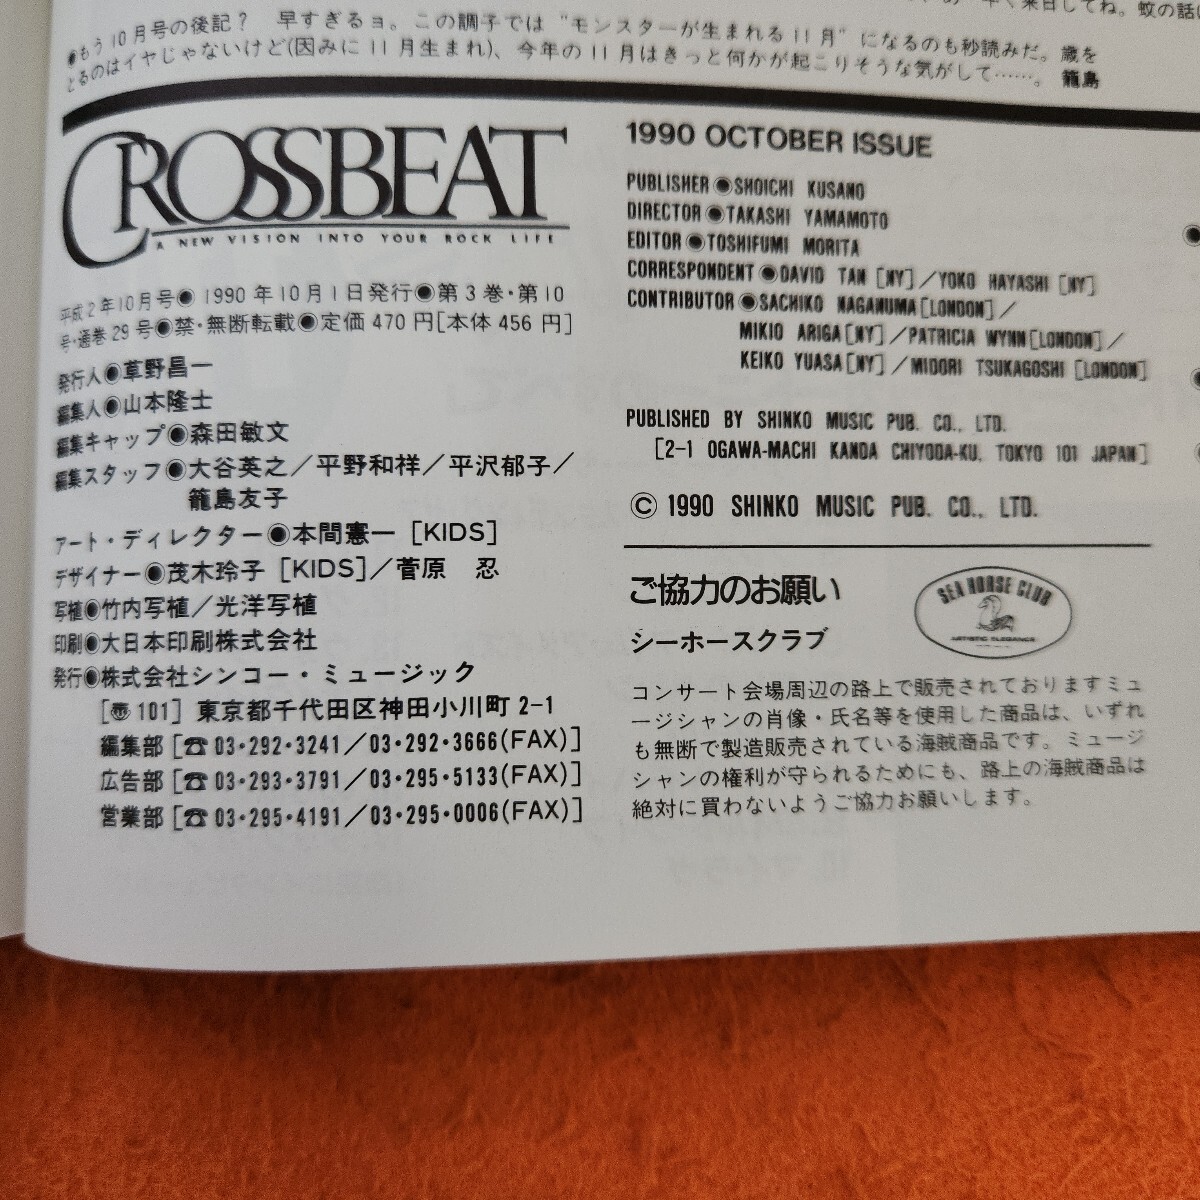 早く来日してね。蚊の話
●もう10月号の後記？　早すぎるョ。この調子では“モンスターが生まれる11月”になるのも秒読みだ。歳を
とるのはイヤじゃないけど(因みに11月生まれ)、今年の11月はきっと何かが起こりそうな気がして……。籠島
CROSSBEAT
A NEW VISION INTO YOUR ROCK LIFE
平成2年10月号◉1990年10月1日発行◉第3巻・第10
号・通巻29号◉禁・無断転載◉定価470円[本体456円]
発行人◉草野昌一
編集人◉山本隆士
編集キャップ◉森田敏文
編集スタッフ◉大谷英之／平野和祥／平沢郁子／
籠島友子
アート・ディレクター◉本間憲一［KIDS］
デザイナー◉茂木玲子［KIDS］／菅原　忍
写植◉竹内写植／光洋写植
印刷◉大日本印刷株式会社
発行◉株式会社シンコー・ミュージック
[〠101] 東京都千代田区神田小川町2-1
編集部[☎03・292・3241／03・292・3666(FAX)]
広告部[☎03・293・3791／03・295・5133(FAX)]
営業部[☎03・295・4191／03・295・0006(FAX)]
1990 OCTOBER ISSUE
PUBLISHER◉SHOICHI KUSANO
DIRECTOR◉TAKASHI YAMAMOTO
EDITOR◉TOSHIFUMI MORITA
CORRESPONDENT◉DAVID TAN [NY]／YOKO HAYASHI [NY]
CONTRIBUTOR◉SACHIKO NAGANUMA[LONDON]／
MIKIO ARIGA[NY]／PATRICIA WYNN[LONDON]／
KEIKO YUASA[NY]／MIDORI TSUKAGOSHI [LONDON]
PUBLISHED BY SHINKO MUSIC PUB. CO., LTD.
[2-1 OGAWA-MACHI KANDA CHIYODA-KU, TOKYO 101 JAPAN]
© 1990 SHINKO MUSIC PUB. CO., LTD.
ご協力のお願い
シーホースクラブ
SEA HORSE CLUB
ARTISTIC ELEGANCE
コンサート会場周辺の路上で販売されておりますミュ
ージシャンの肖像・氏名等を使用した商品は、いずれ
も無断で製造販売されている海賊商品です。ミュージ
シャンの権利が守られるためにも、路上の海賊商品は
絶対に買わないようご協力お願いします。